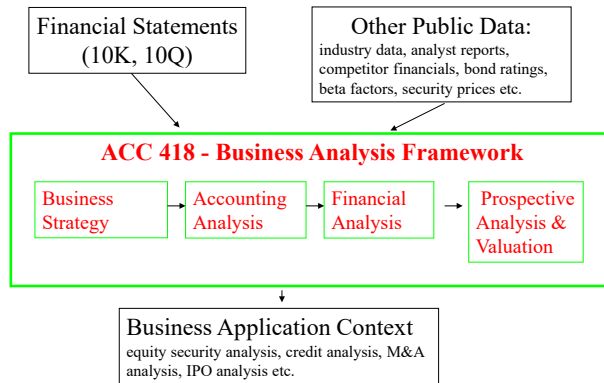 Financial Statements
(10K, 10Q)
Other Public Data:
industry data, analyst reports,
competitor financials, bond ratings,
beta factors, security prices etc.
ACC 418 - Business Analysis Framework
Business
Strategy
Accounting
Analysis
Financial
Analysis
Prospective
Analysis &
Valuation
Business Application Context
equity security analysis, credit analysis, M&A
analysis, IPO analysis etc.